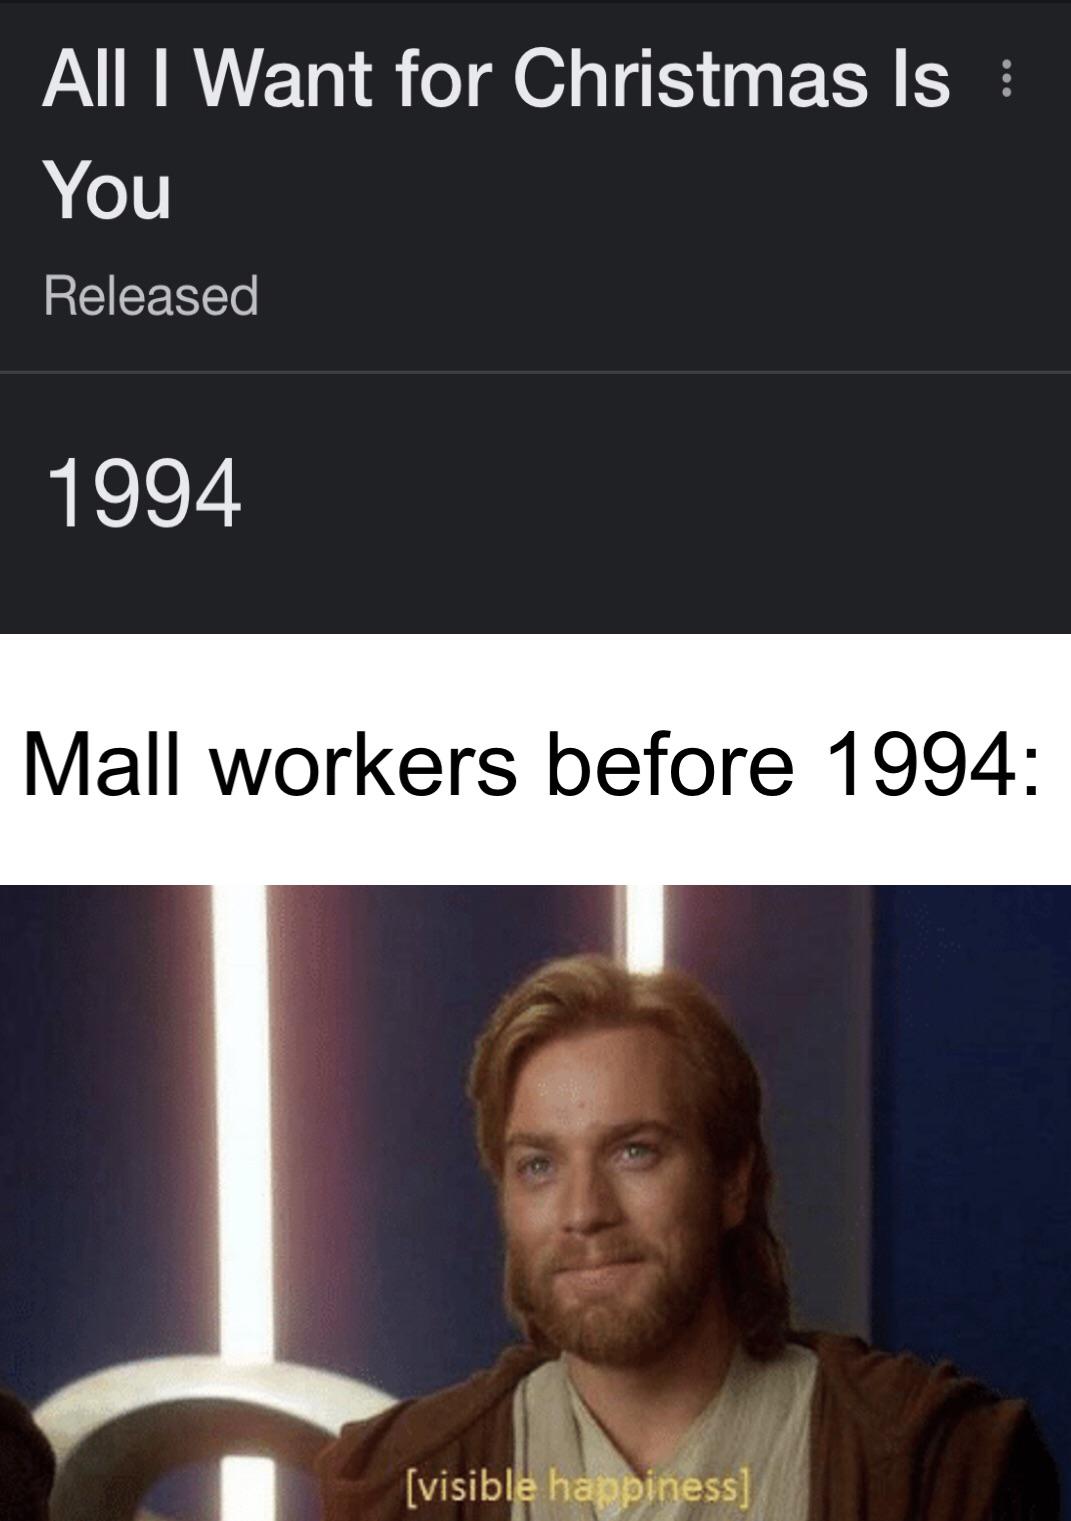 All I Want for Christmas Is
You
Released
1994
Mall workers before 1994:
[visible happiness]